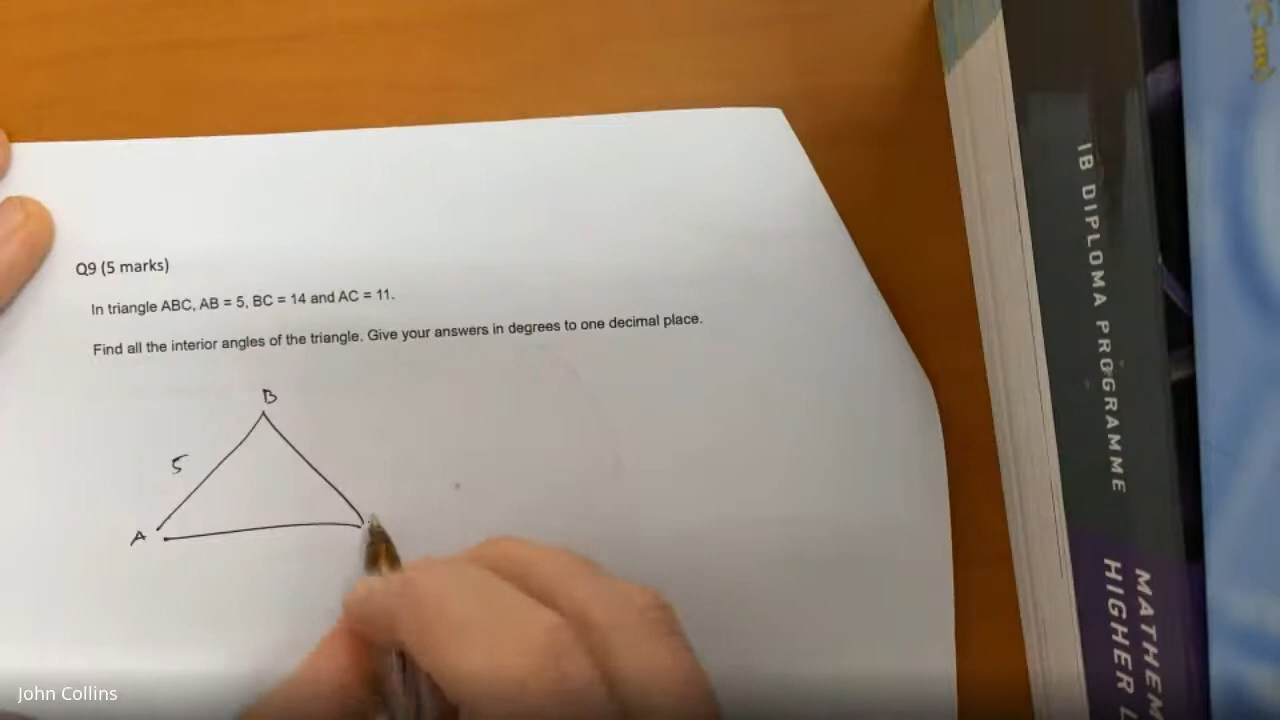 Q9 (5 marks)
In triangle ABC, AB = 5, BC = 14 and AC = 11.
Find all the interior angles of the triangle. Give your answers in degrees to one decimal place.
B
5
A
IB DIPLOMA PROGRAMME
HIGHER
John Collins